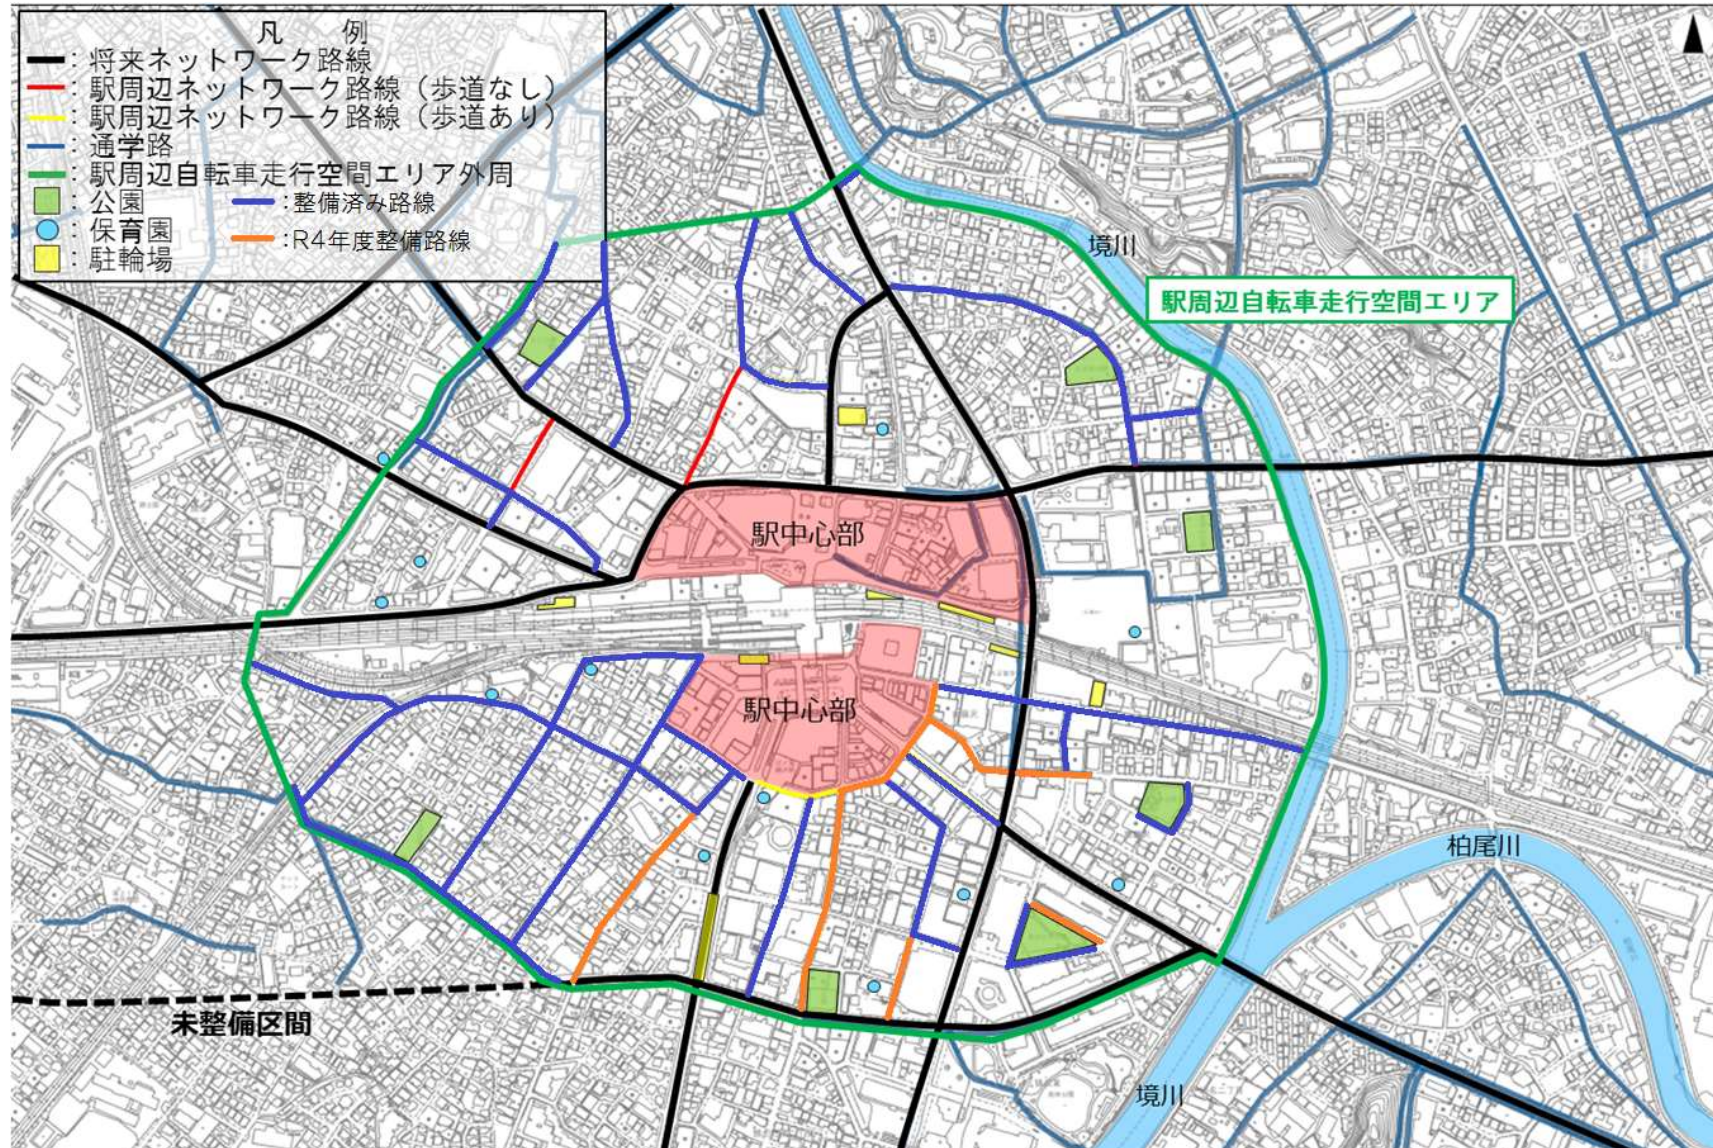 凡　例
：将来ネットワーク路線
：駅周辺ネットワーク路線（歩道なし）
：駅周辺ネットワーク路線（歩道あり）
：通学路
：駅周辺自転車走行空間エリア外周
：公園
：整備済み路線
：保育園
：R4年度整備路線
：駐輪場
境川
駅周辺自転車走行空間エリア
駅中心部
駅中心部
柏尾川
未整備区間
境川